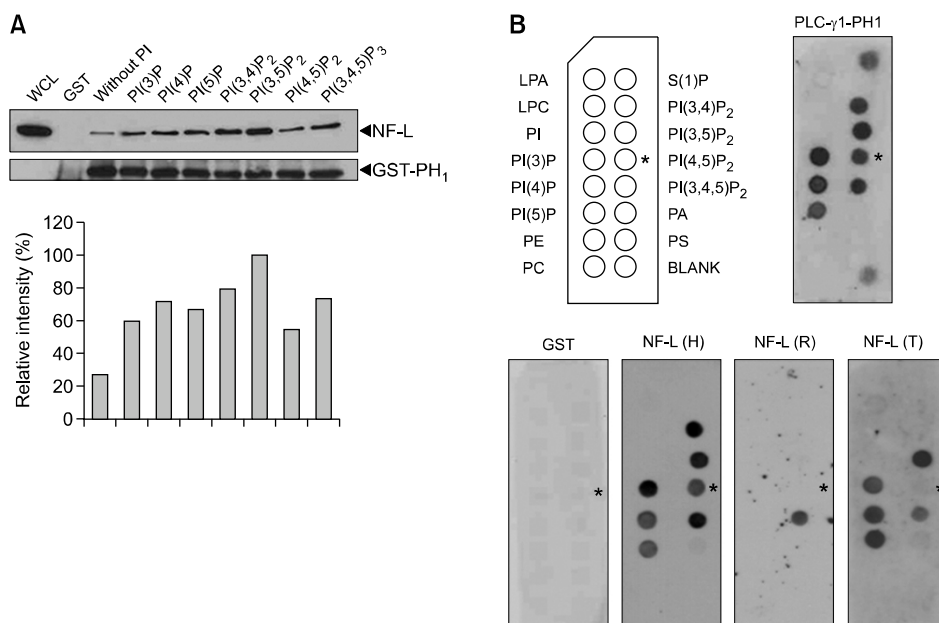 A
WCL
GST
Without PI
PI(3)P
PI(4)P
PI(5)P
PI(3,4)P2
PI(3,5)P2
PI(4,5)P2
PI(3,4,5)P3
NF-L
GST-PH1
Relative intensity (%)
120
100
80
60
40
20
0
B
LPA S(1)P
LPC PI(3,4)P2
PI PI(3,5)P2
PI(3)P * PI(4,5)P2
PI(4)P PI(3,4,5)P2
PI(5)P PA
PE PS
PC BLANK
PLC-γ1-PH1
*
GST
*
NF-L (H)
*
NF-L (R)
*
NF-L (T)
*